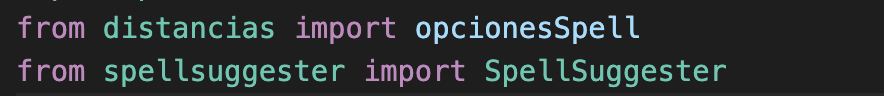 from distancias import opcionesSpell
from spellsuggester import SpellSuggester